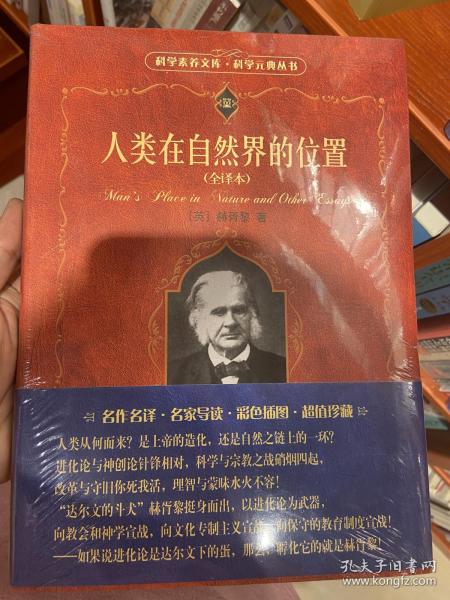 科学素养文库·科学元典丛书
人类在自然界的位置
(全译本)
Man's Place in Nature and Other Essays
[英] 赫胥黎 著
名作名译·名家导读·彩色插图·超值珍藏
人类从何而来？是上帝的造化，还是自然之链上的一环？
进化论与神创论针锋相对，科学与宗教之战硝烟四起，
改革与守旧你死我活，理智与蒙昧水火不容！
“达尔文的斗犬”赫胥黎挺身而出，以进化论为武器，
向教会和神学宣战，向文化专制主义宣战，向保守的教育制度宣战！
——如果说进化论是达尔文下的蛋，那么，孵化它的就是赫胥黎！
孔夫子旧书网